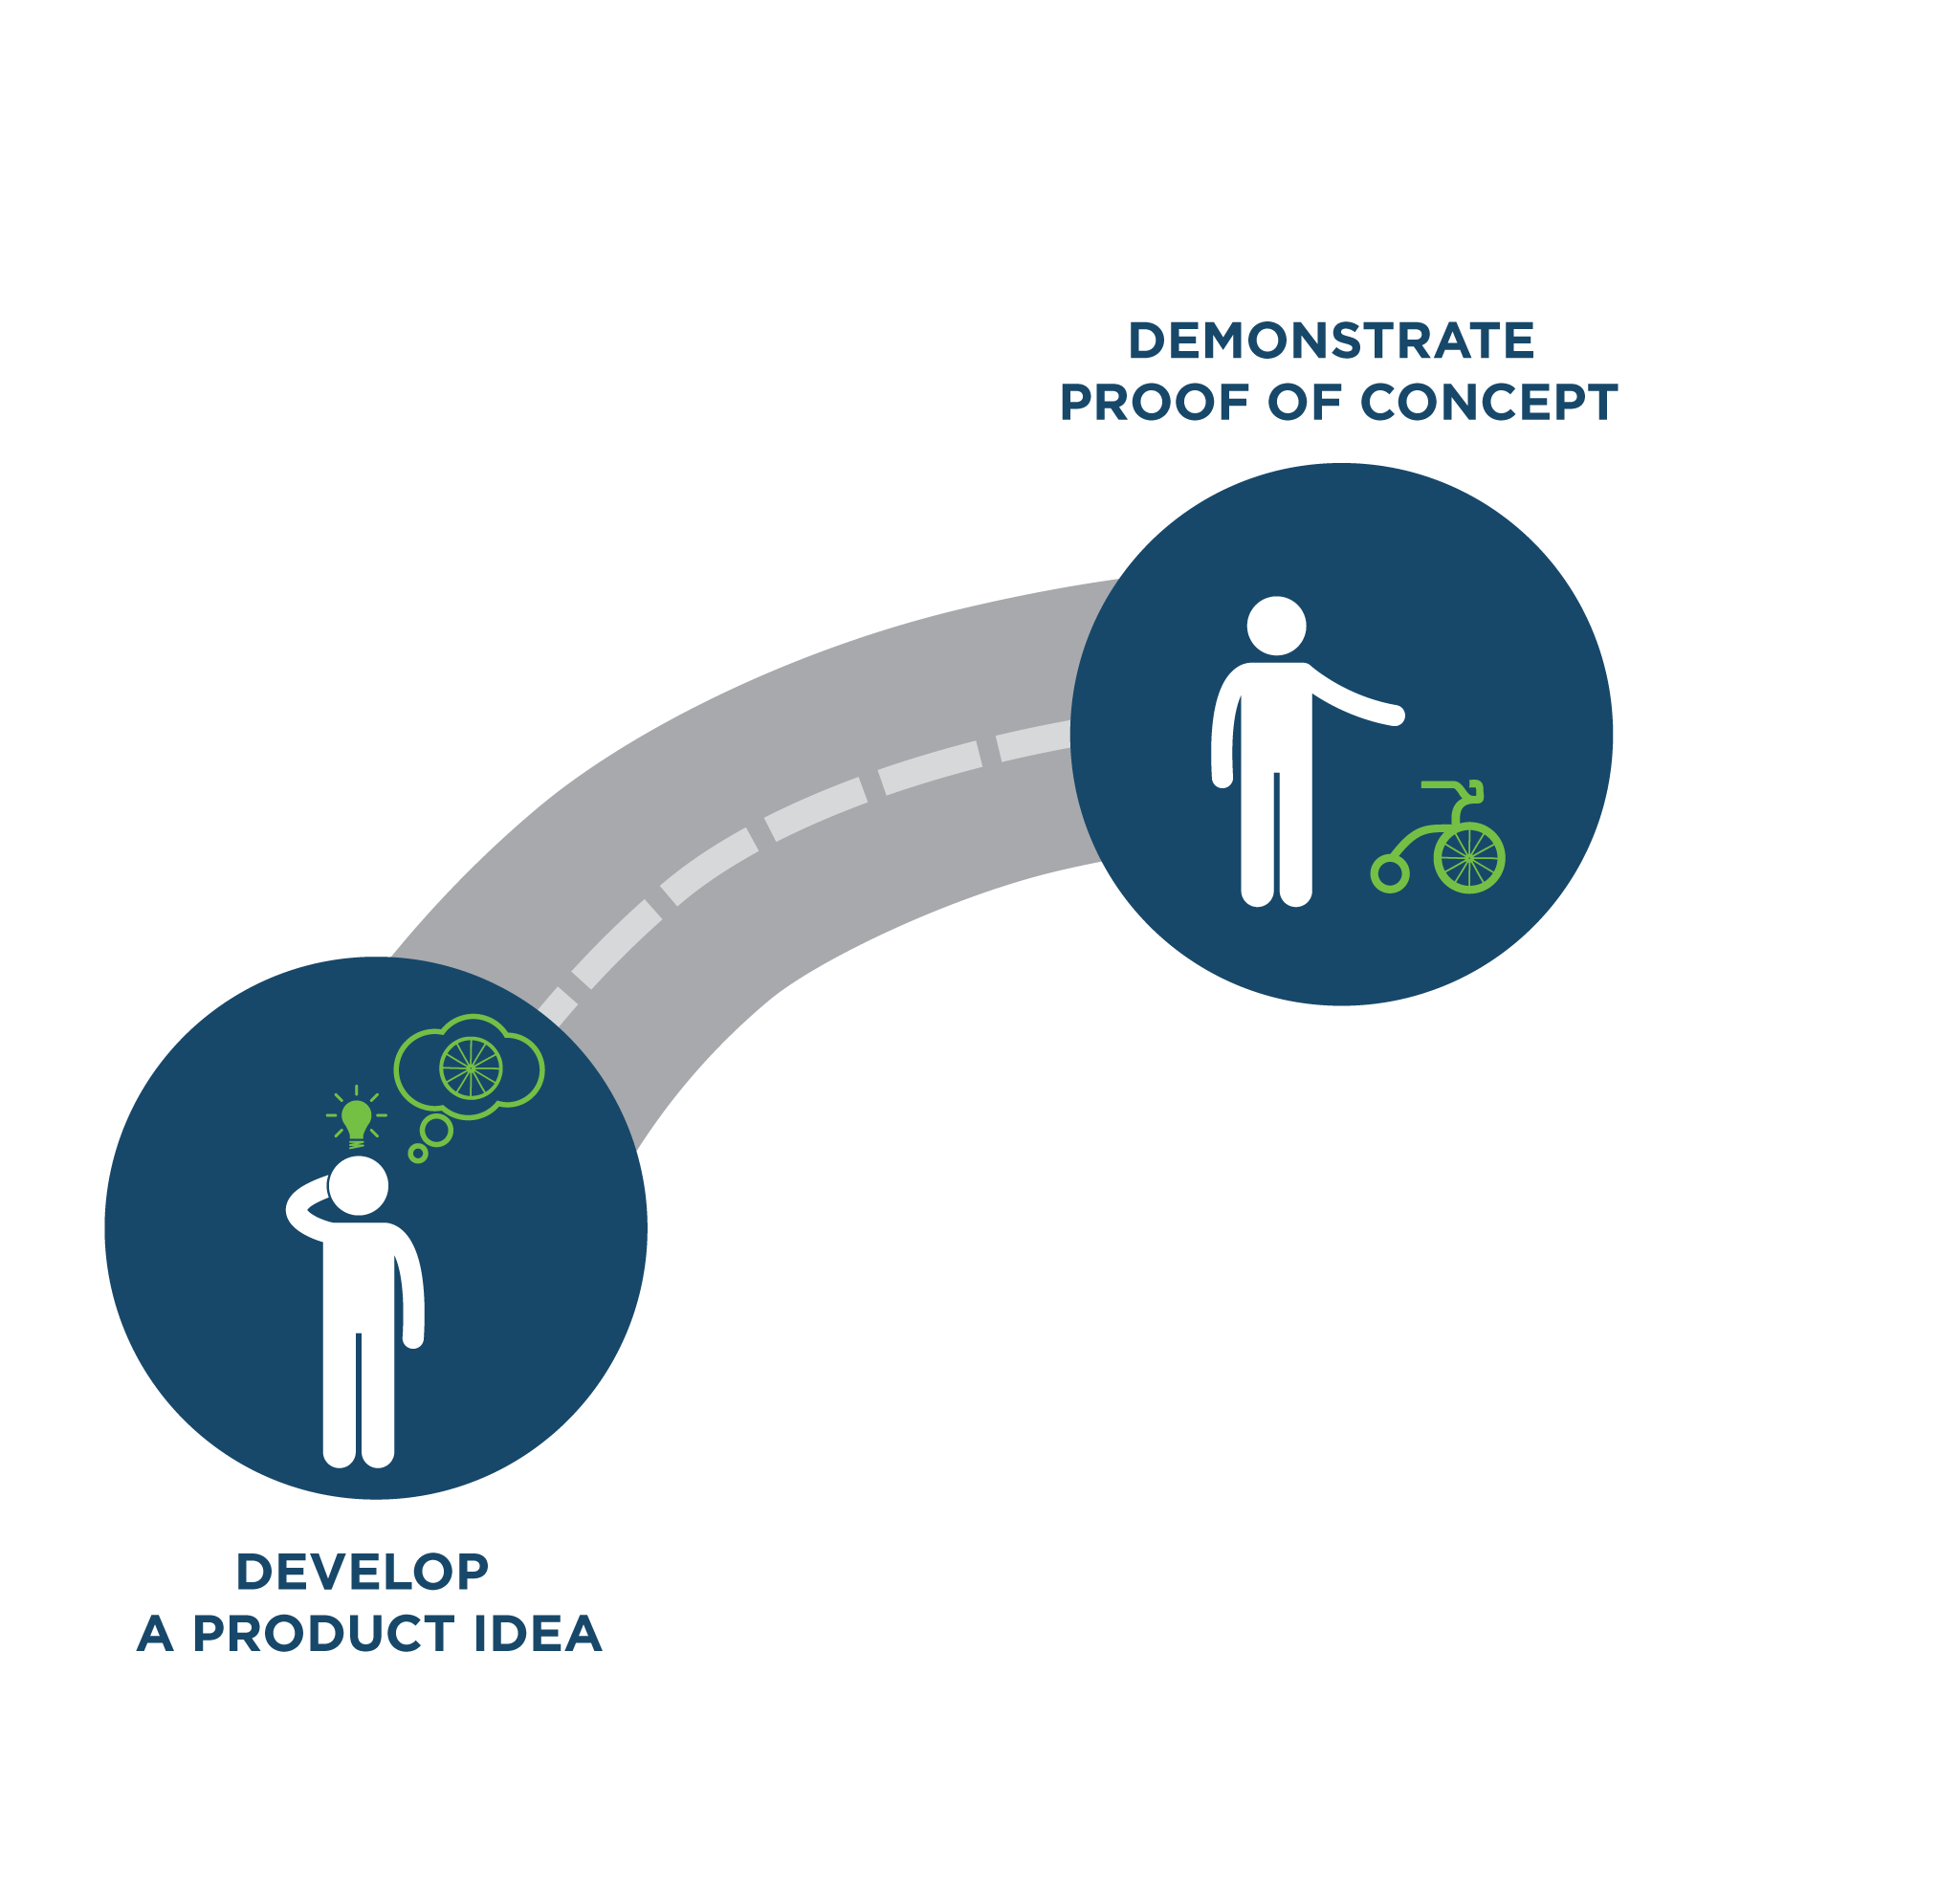 DEMONSTRATE
PROOF OF CONCEPT
DEVELOP
A PRODUCT IDEA